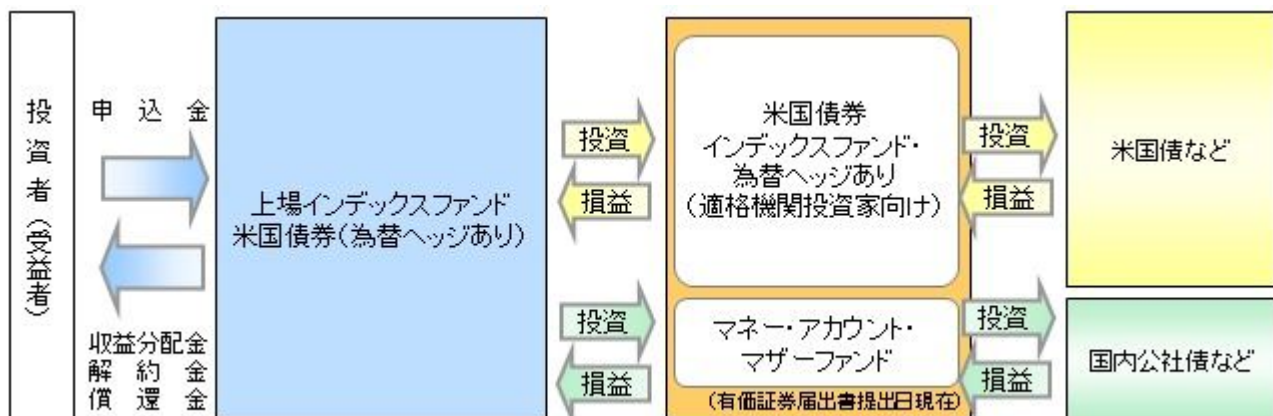 投資者(受益者)
申込金
収益分配金
解約金
償還金
上場インデックスファンド
米国債券(為替ヘッジあり)
投資
損益
投資
損益
米国債券
インデックスファンド・
為替ヘッジあり
(適格機関投資家向け)
マネー・アカウント・
マザーファンド
(有価証券届出書提出日現在)
投資
損益
投資
損益
米国債など
国内公社債など